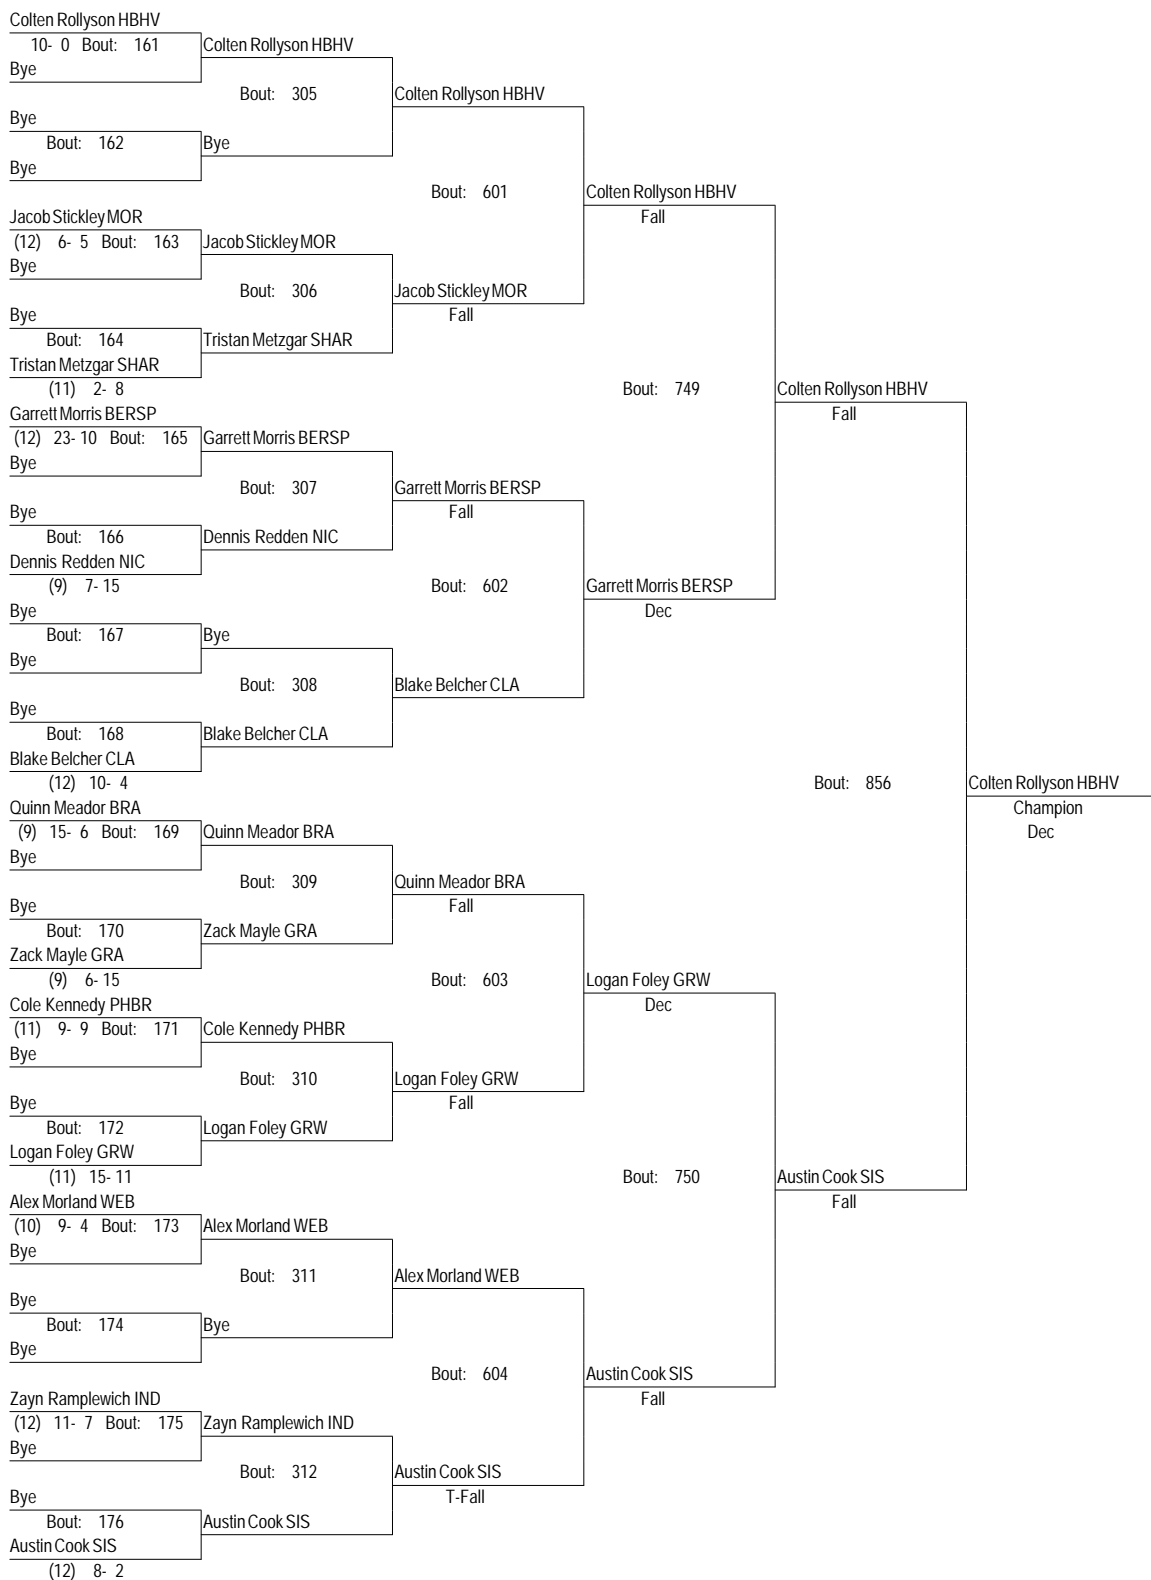 Colten Rollyson HBHV
10- 0 Bout: 161 Colten Rollyson HBHV
Bye
Bout: 305 Colten Rollyson HBHV
Bye
Bout: 162 Bye
Bye
Bout: 601 Colten Rollyson HBHV
Jacob Stickley MOR Fall
(12) 6- 5 Bout: 163 Jacob Stickley MOR
Bye
Bout: 306 Jacob Stickley MOR
Bye Fall
Bout: 164 Tristan Metzgar SHAR
Tristan Metzgar SHAR
(11) 2- 8 Bout: 749 Colten Rollyson HBHV
Garrett Morris BERSP Fall
(12) 23- 10 Bout: 165 Garrett Morris BERSP
Bye
Bout: 307 Garrett Morris BERSP
Bye Fall
Bout: 166 Dennis Redden NIC
Dennis Redden NIC
(9) 7- 15 Bout: 602 Garrett Morris BERSP
Bye Dec
Bout: 167 Bye
Bye
Bout: 308 Blake Belcher CLA
Bye
Bout: 168 Blake Belcher CLA
Blake Belcher CLA
(12) 10- 4 Bout: 856 Colten Rollyson HBHV
Quinn Meador BRA Champion
(9) 15- 6 Bout: 169 Quinn Meador BRA Dec
Bye
Bout: 309 Quinn Meador BRA
Bye Fall
Bout: 170 Zack Mayle GRA
Zack Mayle GRA
(9) 6- 15 Bout: 603 Logan Foley GRW
Cole Kennedy PHBR Dec
(11) 9- 9 Bout: 171 Cole Kennedy PHBR
Bye
Bout: 310 Logan Foley GRW
Bye Fall
Bout: 172 Logan Foley GRW
Logan Foley GRW
(11) 15- 11 Bout: 750 Austin Cook SIS
Alex Morland WEB Fall
(10) 9- 4 Bout: 173 Alex Morland WEB
Bye
Bout: 311 Alex Morland WEB
Bye
Bout: 174 Bye
Bye
Bout: 604 Austin Cook SIS
Zayn Ramplewich IND Fall
(12) 11- 7 Bout: 175 Zayn Ramplewich IND
Bye
Bout: 312 Austin Cook SIS
Bye T-Fall
Bout: 176 Austin Cook SIS
Austin Cook SIS
(12) 8- 2